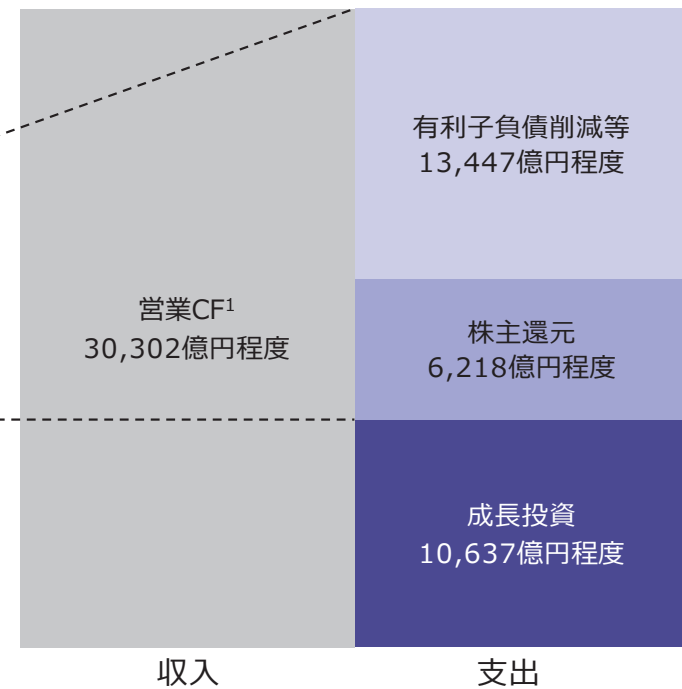 有利子負債削減等
13,447億円程度
営業CF1
30,302億円程度
株主還元
6,218億円程度
成長投資
10,637億円程度
収入
支出